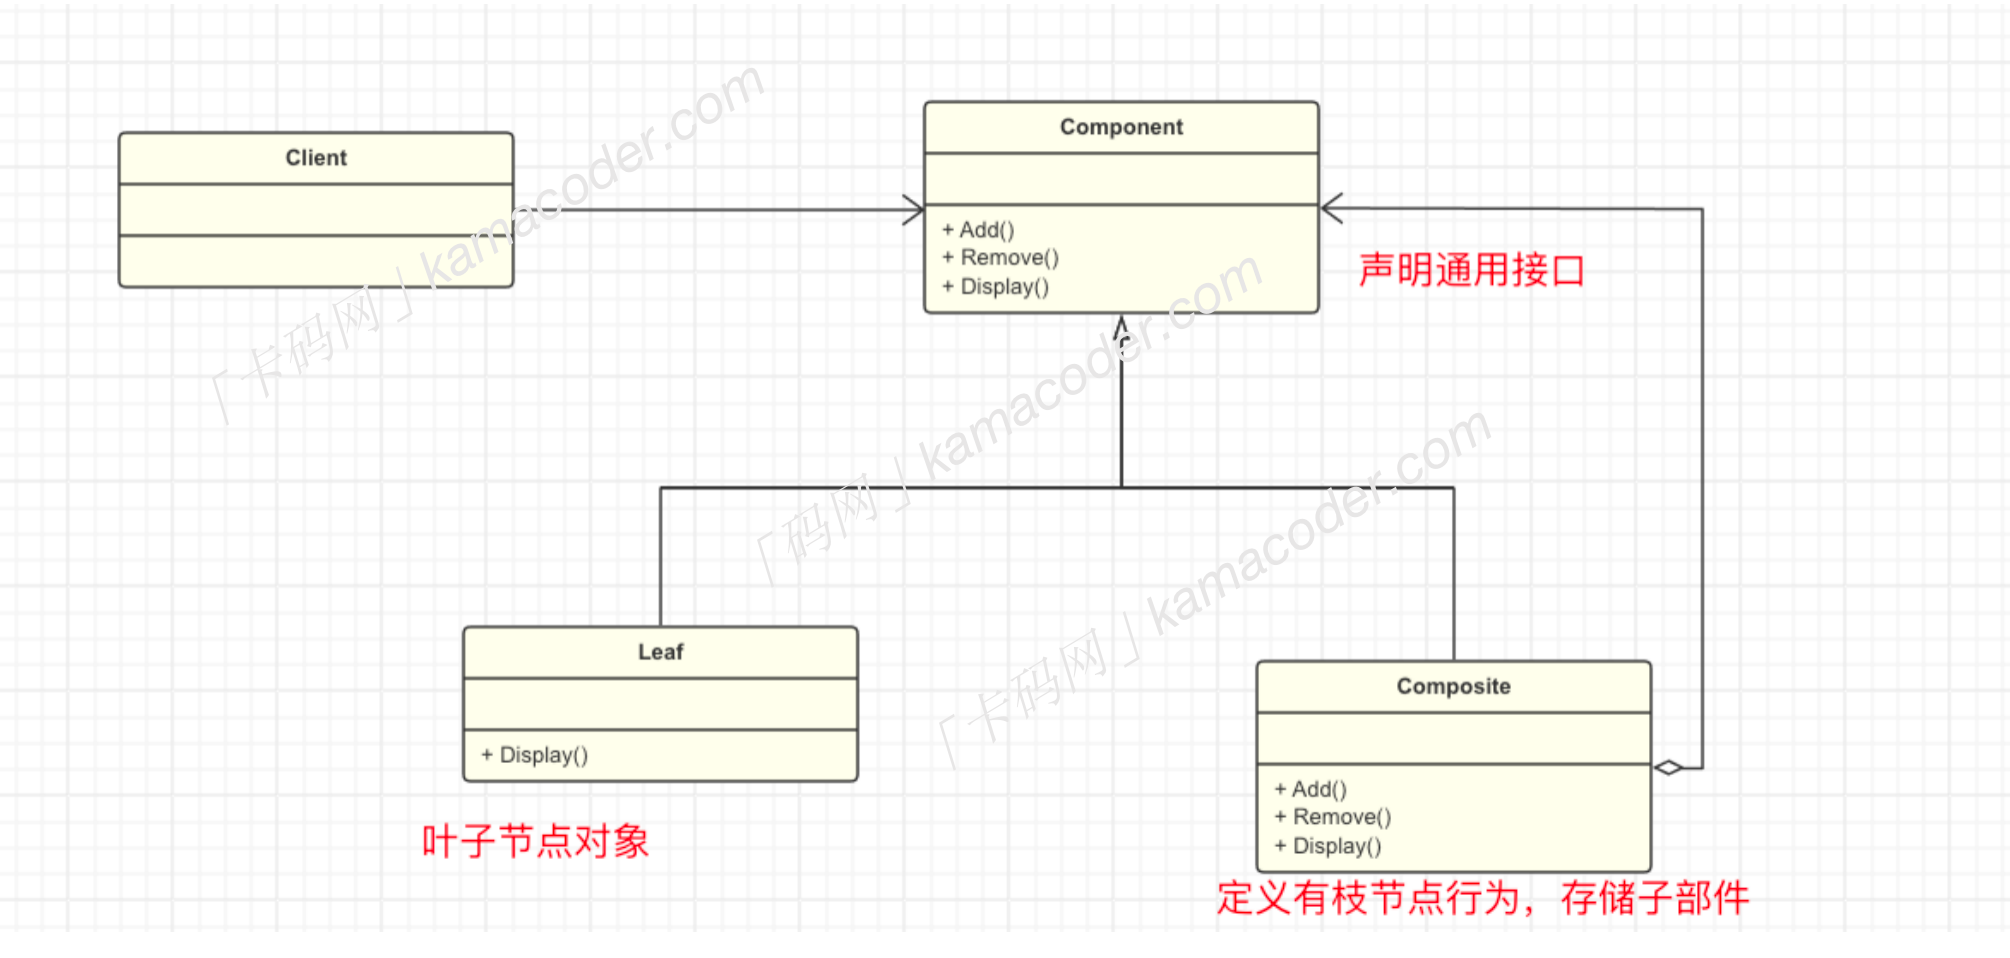 Client
Component
+ Add()
+ Remove()
+ Display()
声明通用接口
「卡码网」kamacoder.com
「码网」kamacoder.com
「卡码网」kamacoder.com
Leaf
+ Display()
叶子节点对象
Composite
+ Add()
+ Remove()
+ Display()
定义有枝节点行为，存储子部件